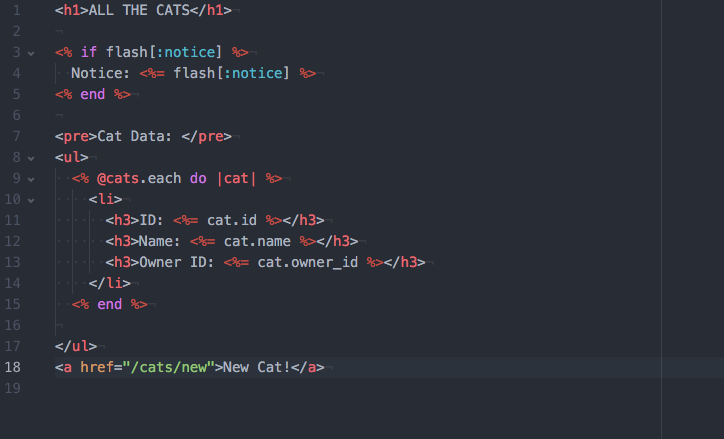 1 <h1>ALL THE CATS</h1>
2
3 <% if flash[:notice] %>
4 Notice: <%= flash[:notice] %>
5 <% end %>
6
7 <pre>Cat Data: </pre>
8 <ul>
9 <% @cats.each do |cat| %>
10 <li>
11 <h3>ID: <%= cat.id %></h3>
12 <h3>Name: <%= cat.name %></h3>
13 <h3>Owner ID: <%= cat.owner_id %></h3>
14 </li>
15 <% end %>
16
17 </ul>
18 <a href="/cats/new">New Cat!</a>
19